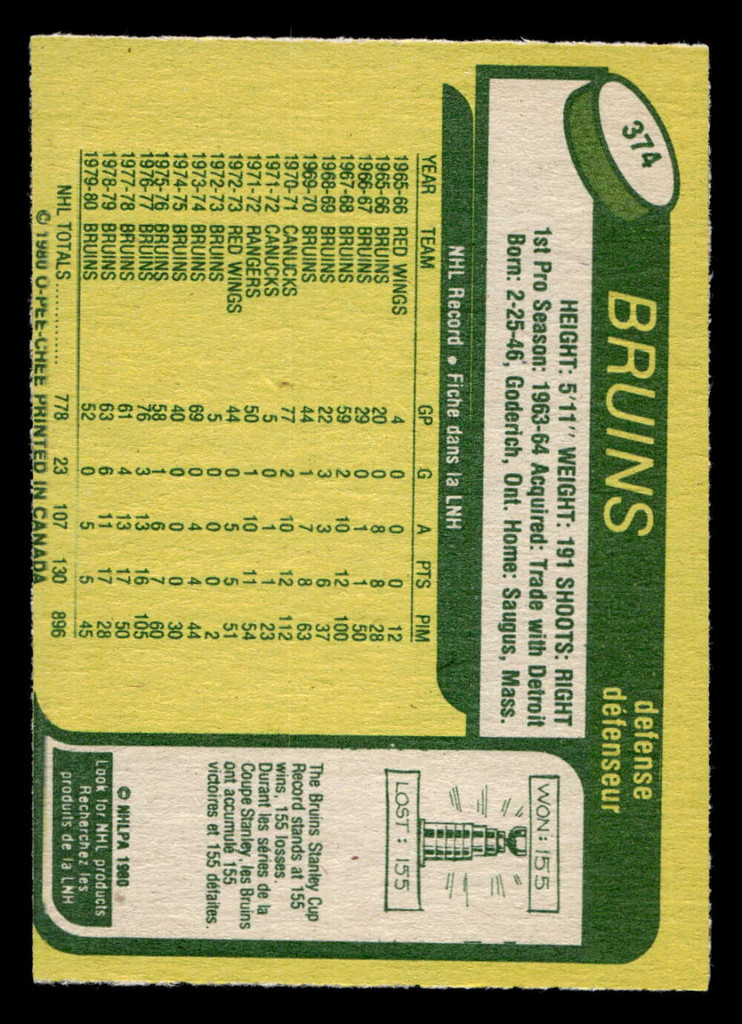 374
BRUINS
defense
défenseur
HEIGHT: 5'11" WEIGHT: 191 SHOOTS: RIGHT
1st Pro Season: 1963-64 Acquired: Trade with Detroit
Born: 2-25-46, Goderich, Ont. Home: Saugus, Mass.
NHL Record • Fiche dans la LNH
YEAR TEAM GP G A PTS PIM
1965-66 RED WINGS 4 0 0 0 12
1965-66 BRUINS 20 0 8 8 28
1966-67 BRUINS 29 0 1 1 50
1967-68 BRUINS 59 2 10 12 100
1968-69 BRUINS 22 3 3 6 37
1969-70 BRUINS 44 1 7 8 63
1970-71 CANUCKS 77 2 10 12 112
1971-72 CANUCKS 5 0 1 1 23
1971-72 RANGERS 50 1 10 11 54
1972-73 RED WINGS 44 0 5 5 51
1972-73 BRUINS 5 0 0 0 2
1973-74 BRUINS 69 0 4 4 44
1974-75 BRUINS 40 0 0 0 30
1975-76 BRUINS 58 1 6 7 60
1976-77 BRUINS 76 3 13 16 105
1977-78 BRUINS 61 4 13 17 50
1978-79 BRUINS 63 6 11 17 28
1979-80 BRUINS 52 0 5 5 45
NHL TOTALS ............ 778 23 107 130 896
© 1980 O-PEE-CHEE PRINTED IN CANADA
WON: 155
LOST: 155
The Bruins Stanley Cup
Record stands at 155
wins, 155 losses.
Durant les séries de la
Coupe Stanley, les Bruins
ont accumulé 155
victoires et 155 défaites.
© NHLPA 1980
Look for NHL products
Recherchez les
produits de la LNH